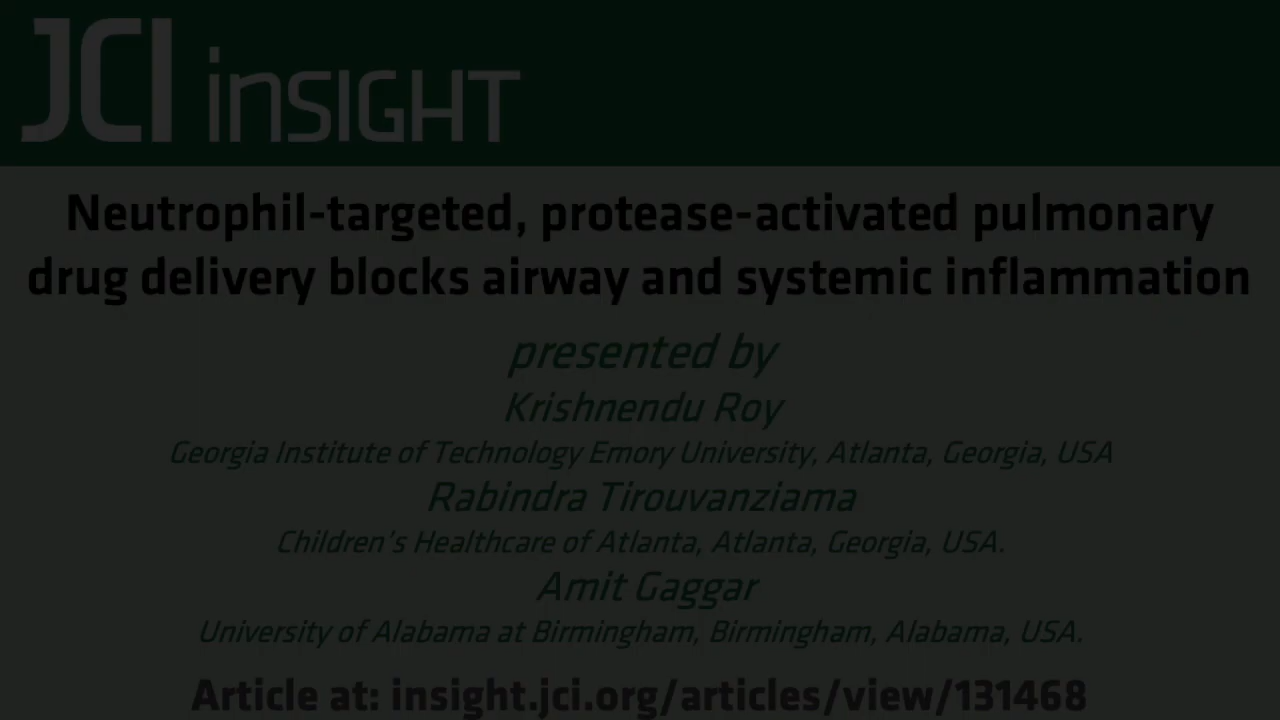 JCI insIGHT
Neutrophil-targeted, protease-activated pulmonary
drug delivery blocks airway and systemic inflammation
presented by
Krishnendu Roy
Georgia Institute of Technology Emory University, Atlanta, Georgia, USA
Rabindra Tirouvanziama
Children's Healthcare of Atlanta, Atlanta, Georgia, USA.
Amit Gaggar
University of Alabama at Birmingham, Birmingham, Alabama, USA.
Article at: insight.jci.org/articles/view/131468